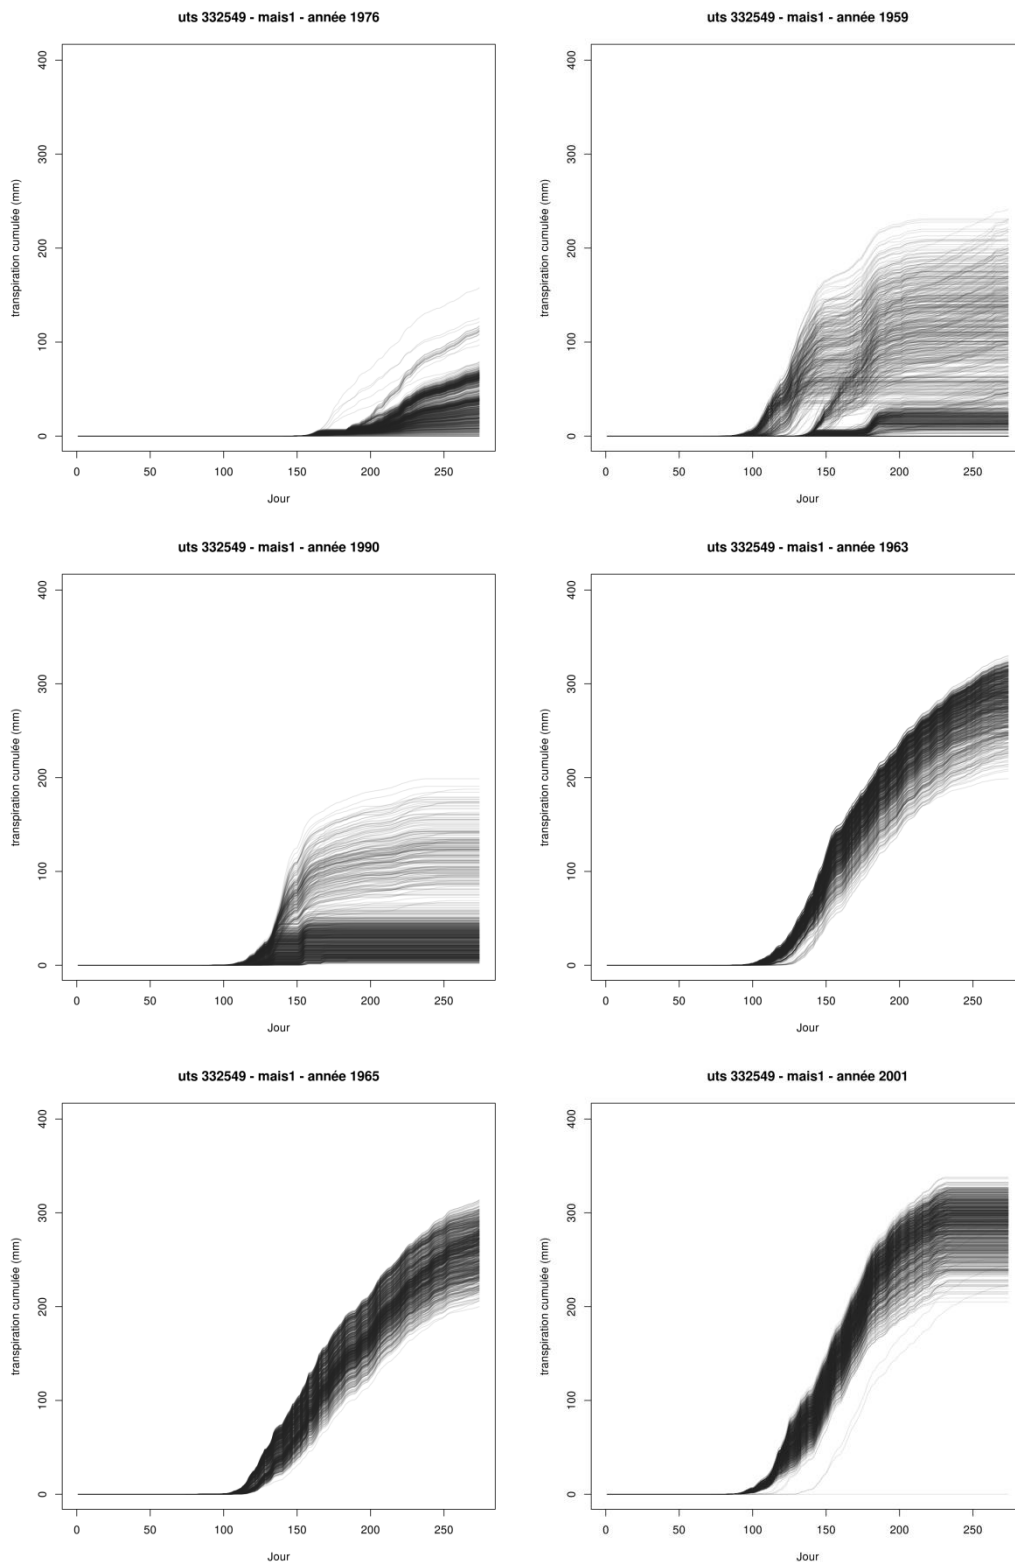 uts 332549 - mais1 - année 1976
transpiration cumulée (mm)
400
300
200
100
0
0 50 100 150 200 250
Jour
uts 332549 - mais1 - année 1959
transpiration cumulée (mm)
400
300
200
100
0
0 50 100 150 200 250
Jour
uts 332549 - mais1 - année 1990
transpiration cumulée (mm)
400
300
200
100
0
0 50 100 150 200 250
Jour
uts 332549 - mais1 - année 1963
transpiration cumulée (mm)
400
300
200
100
0
0 50 100 150 200 250
Jour
uts 332549 - mais1 - année 1965
transpiration cumulée (mm)
400
300
200
100
0
0 50 100 150 200 250
Jour
uts 332549 - mais1 - année 2001
transpiration cumulée (mm)
400
300
200
100
0
0 50 100 150 200 250
Jour